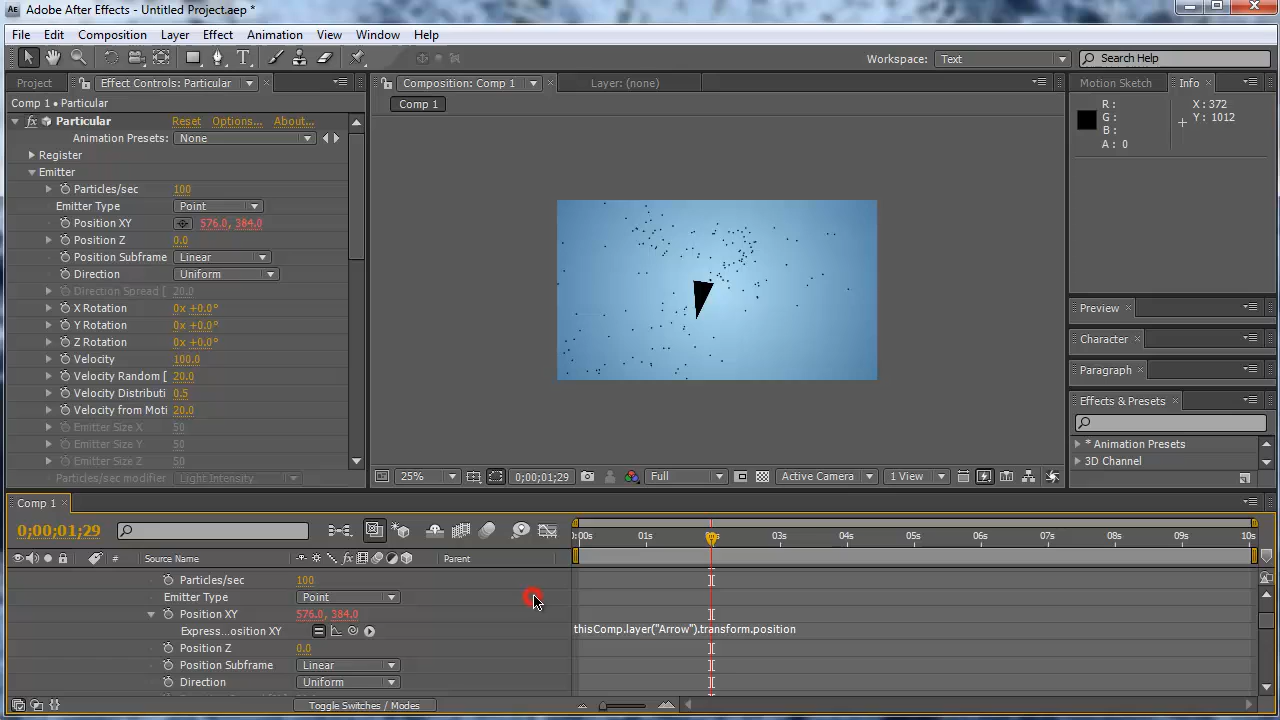 Adobe After Effects - Untitled Project.aep *
File Edit Composition Layer Effect Animation View Window Help
Workspace: Text Search Help
Project Effect Controls: Particular Composition: Comp 1 Layer: (none) Motion Sketch Info
Comp 1 • Particular Comp 1
R: X: 372
G: Y: 1012
B:
A: 0
fx Particular Reset Options... About...
Animation Presets: None
Register
Emitter
Particles/sec 100
Emitter Type Point
Position XY 576.0, 384.0
Position Z 0.0
Position Subframe Linear
Direction Uniform
Direction Spread [ 20.0
X Rotation 0x +0.0°
Y Rotation 0x +0.0°
Z Rotation 0x +0.0°
Velocity 100.0
Velocity Random [ 20.0
Velocity Distributi 0.5
Velocity from Moti 20.0
Emitter Size X 50
Emitter Size Y 50
Emitter Size Z 50
Particles/sec modifier Light Intensity
Preview
Character
Paragraph
Effects & Presets
* Animation Presets
3D Channel
25% 0;00;01;29 Full Active Camera 1 View
Comp 1
0;00;01;29
:00s 01s 03s 04s 05s 06s 07s 08s 09s 10s
# Source Name fx Parent
Particles/sec 100
Emitter Type Point
Position XY 576.0, 384.0
Express...osition XY thisComp.layer("Arrow").transform.position
Position Z 0.0
Position Subframe Linear
Direction Uniform
Toggle Switches / Modes